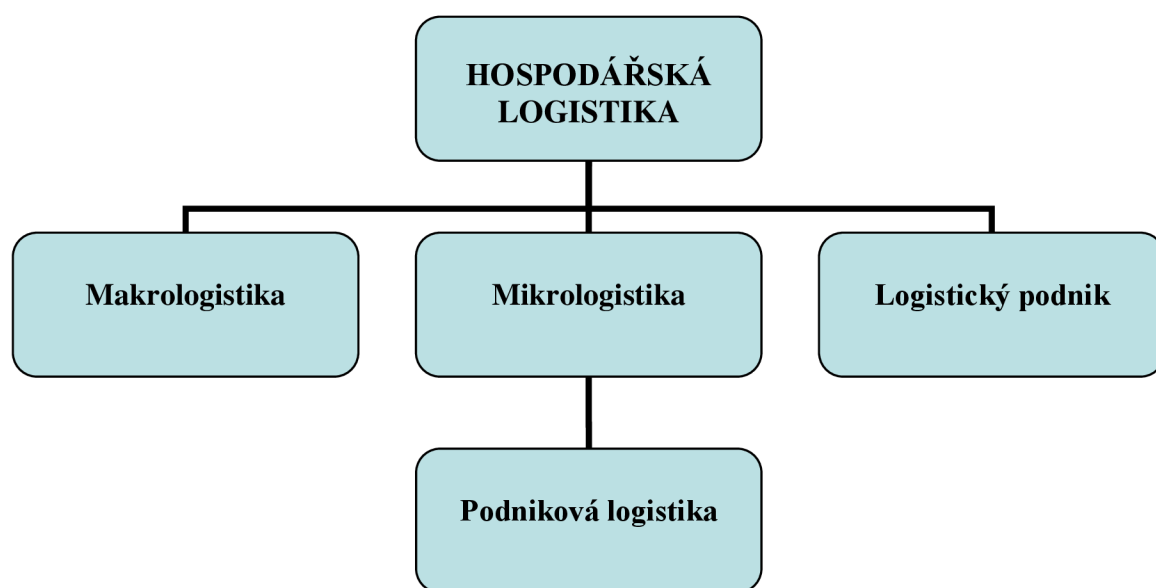 HOSPODÁŘSKÁ
LOGISTIKA
Makrologistika
Mikrologistika
Logistický podnik
Podniková logistika